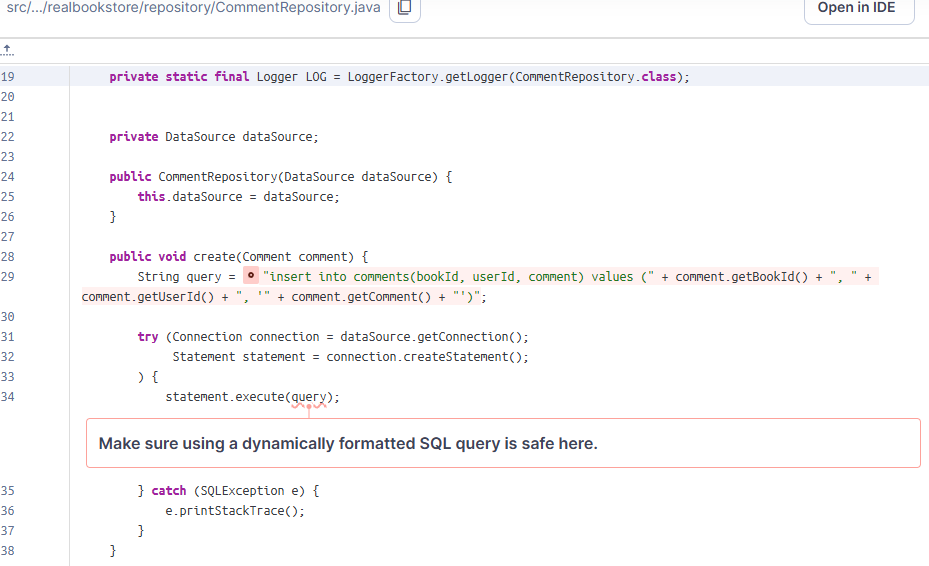 src/.../realbookstore/repository/CommentRepository.java
Open in IDE
19 private static final Logger LOG = LoggerFactory.getLogger(CommentRepository.class);
20
21
22 private DataSource dataSource;
23
24 public CommentRepository(DataSource dataSource) {
25 this.dataSource = dataSource;
26 }
27
28 public void create(Comment comment) {
29 String query = "insert into comments(bookId, userId, comment) values (" + comment.getBookId() + ", " +
comment.getUserId() + ", '" + comment.getComment() + "')";
30
31 try (Connection connection = dataSource.getConnection();
32 Statement statement = connection.createStatement();
33 ) {
34 statement.execute(query);
Make sure using a dynamically formatted SQL query is safe here.
35 } catch (SQLException e) {
36 e.printStackTrace();
37 }
38 }